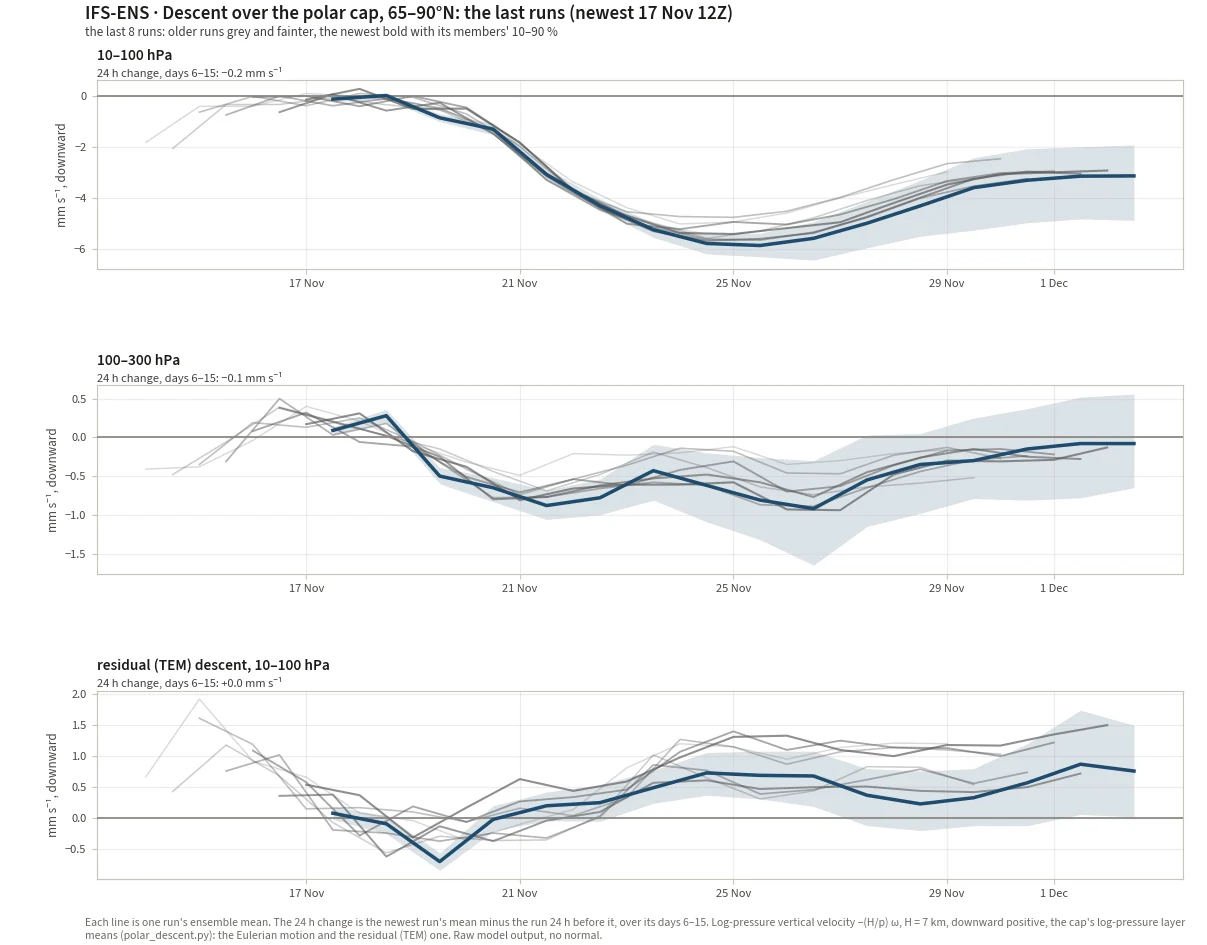 IFS-ENS · Descent over the polar cap, 65–90°N: the last runs (newest 17 Nov 12Z)
the last 8 runs: older runs grey and fainter, the newest bold with its members' 10–90 %
10–100 hPa
24 h change, days 6–15: −0.2 mm s⁻¹
0
−2
−4
−6
mm s⁻¹, downward
17 Nov
21 Nov
25 Nov
29 Nov
1 Dec
100–300 hPa
24 h change, days 6–15: −0.1 mm s⁻¹
0.5
0.0
−0.5
−1.0
−1.5
mm s⁻¹, downward
17 Nov
21 Nov
25 Nov
29 Nov
1 Dec
residual (TEM) descent, 10–100 hPa
24 h change, days 6–15: +0.0 mm s⁻¹
2.0
1.5
1.0
0.5
0.0
−0.5
mm s⁻¹, downward
17 Nov
21 Nov
25 Nov
29 Nov
1 Dec
Each line is one run's ensemble mean. The 24 h change is the newest run's mean minus the run 24 h before it, over its days 6–15. Log-pressure vertical velocity −(H/p) ω, H = 7 km, downward positive, the cap's log-pressure layer
means (polar_descent.py): the Eulerian motion and the residual (TEM) one. Raw model output, no normal.